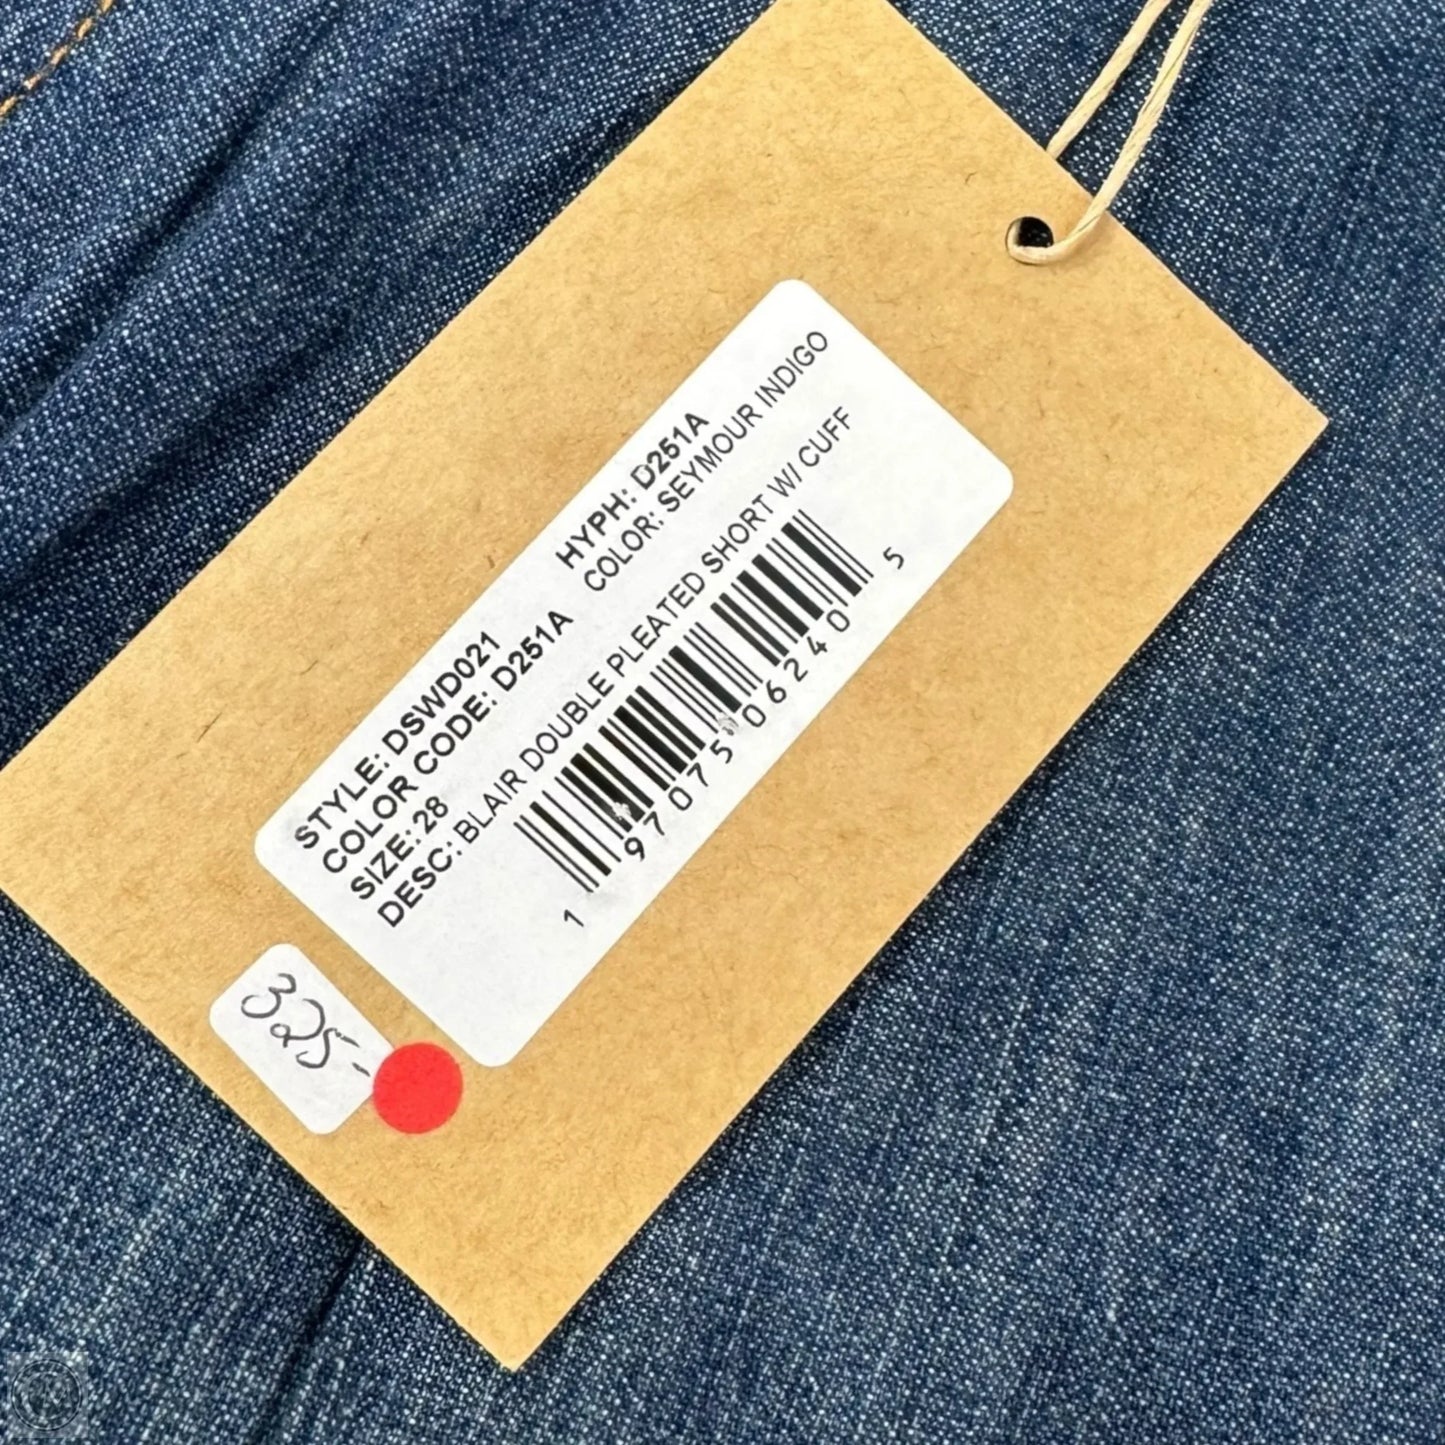 STYLE: DSWD021 HYPH: D251A
COLOR CODE: D251A COLOR: SEYMOUR INDIGO
SIZE: 28
DESC: BLAIR DOUBLE PLEATED SHORT W/ CUFF
1 97075 06240 5
325-